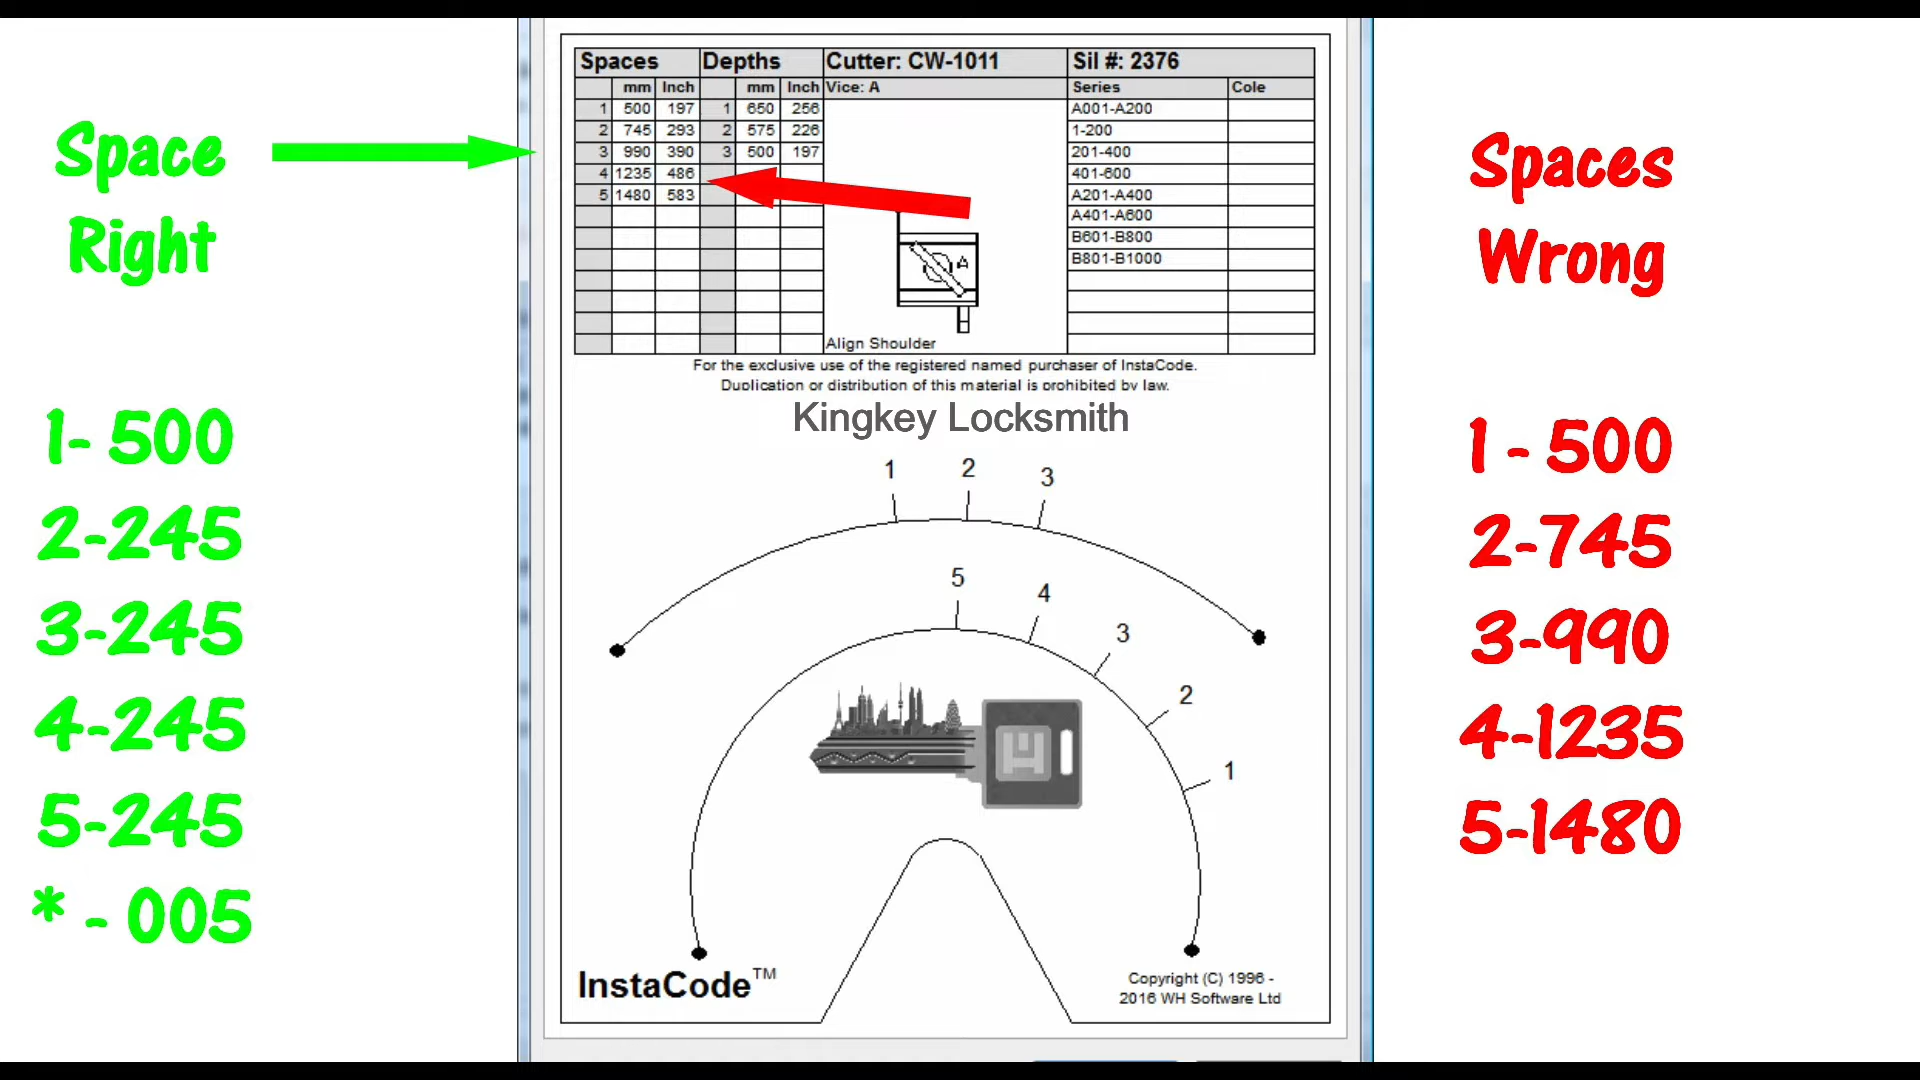 Space
Right
1- 500
2-245
3-245
4-245
5-245
* - 005
Spaces Depths Cutter: CW-1011 Sil #: 2376
mm Inch mm Inch Vice: A Series Cole
1 500 197 1 650 256 A001-A200
2 745 293 2 575 226 1-200
3 990 390 3 500 197 201-400
4 1235 486 401-600
5 1480 583 A201-A400
A401-A600
B601-B800
B801-B1000
A
Align Shoulder
For the exclusive use of the registered named purchaser of InstaCode.
Duplication or distribution of this material is prohibited by law.
Kingkey Locksmith
1 2 3
5 4 3 2 1
InstaCode™
Copyright (C) 1996 -
2016 WH Software Ltd
Spaces
Wrong
1 - 500
2-745
3-990
4-1235
5-1480